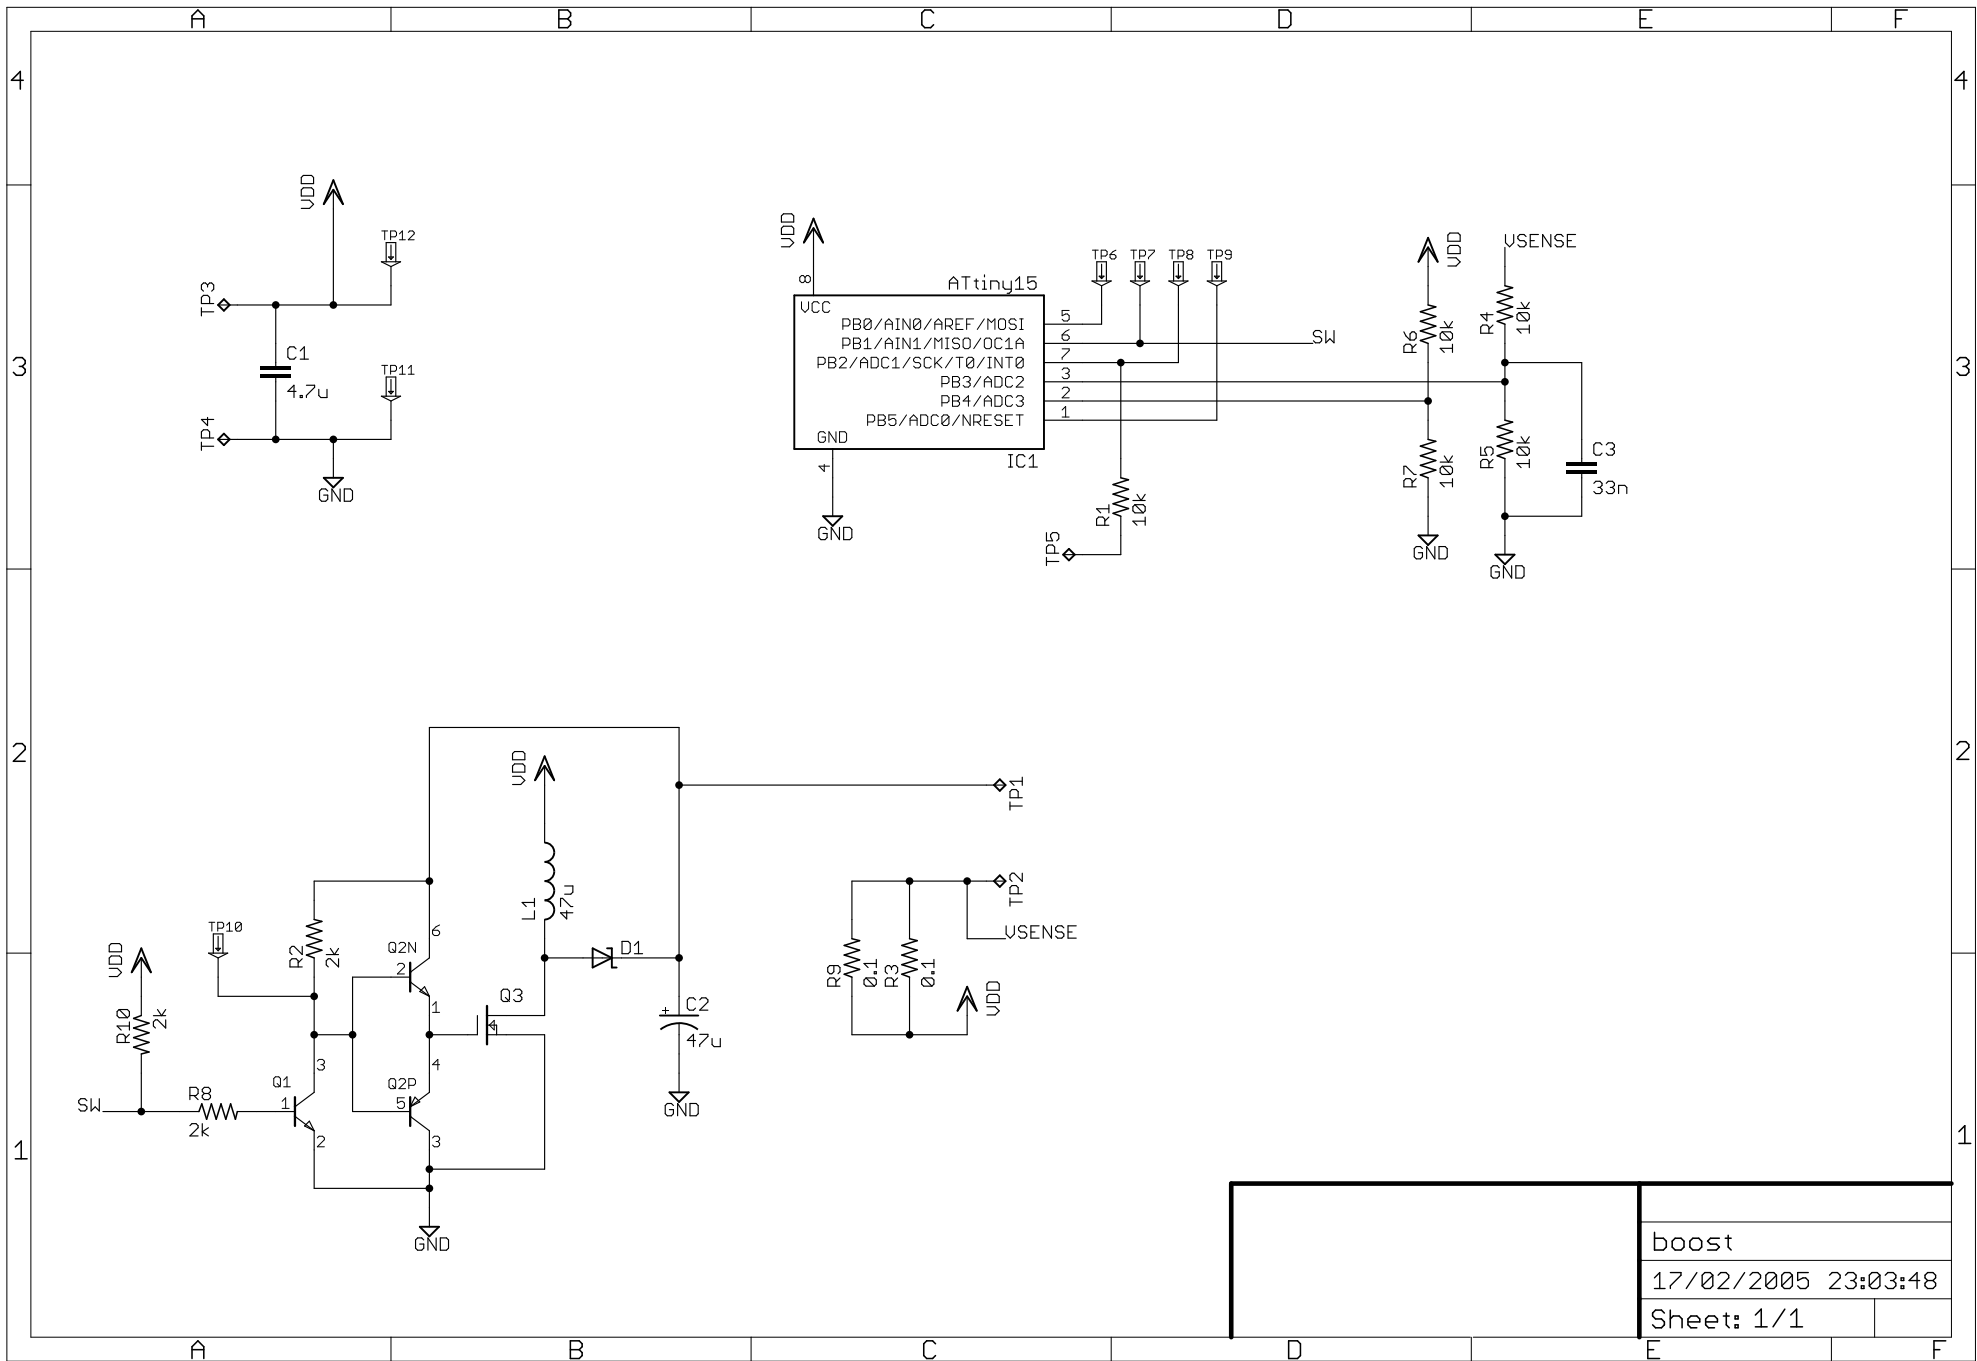 A B C D E F
4 4
VDD
TP12
TP3
C1
4.7u
TP11
TP4
GND
VDD
8
ATtiny15
VCC
PB0/AIN0/AREF/MOSI 5
PB1/AIN1/MISO/OC1A 6
PB2/ADC1/SCK/T0/INT0 7
PB3/ADC2 3
PB4/ADC3 2
PB5/ADC0/NRESET 1
GND
IC1
4
GND
TP6 TP7 TP8 TP9
SW
R1
10k
TP5
VDD
VSENSE
R6
10k
R4
10k
R7
10k
R5
10k
C3
33n
GND
GND
3 3
2 2
VDD
TP1
L1
47u
TP2
VSENSE
R9
0.1
R3
0.1
VDD
TP10
R2
2k
Q2N
6
2
1
D1
VDD
R10
2k
Q3
C2
47u
GND
SW
R8
2k
Q1
3
1
2
Q2P
4
5
3
GND
1 1
boost
17/02/2005 23:03:48
Sheet: 1/1
A B C D E F